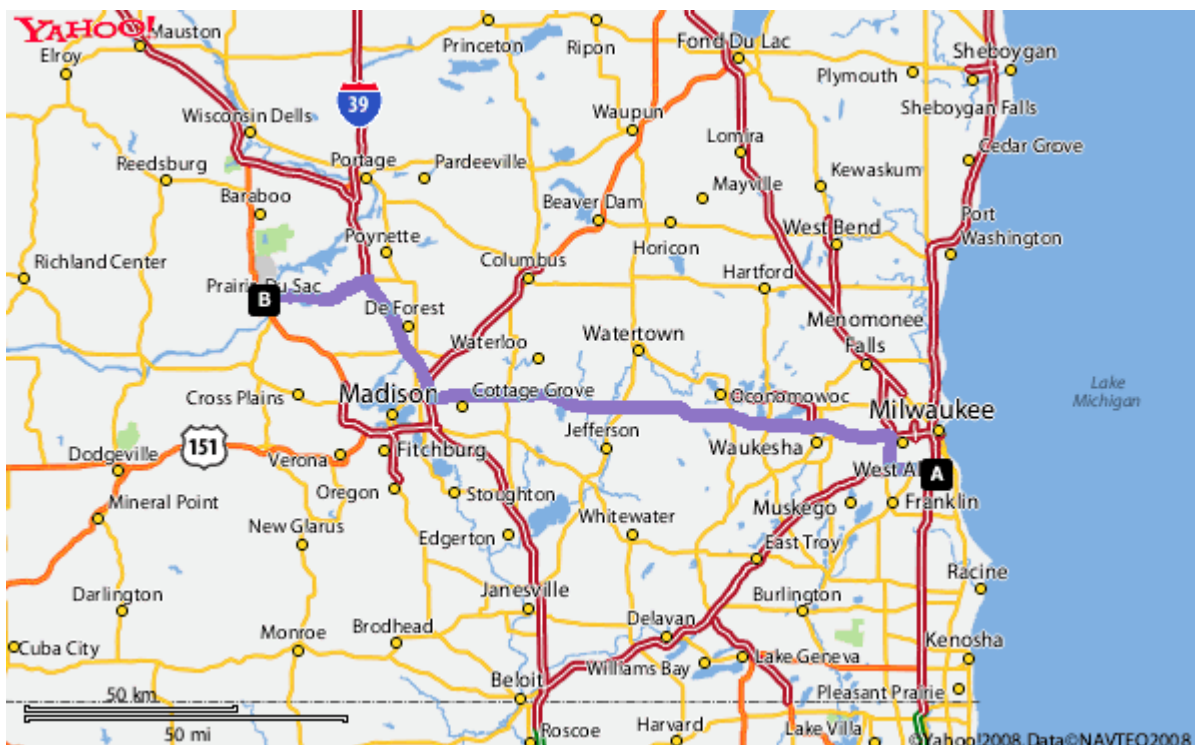 YAHOO!
Mauston
Elroy
Princeton
Ripon
Fond Du Lac
Sheboygan
Plymouth
Sheboygan Falls
39
Wisconsin Dells
Waupun
Lomira
Cedar Grove
Reedsburg
Portage
Pardeeville
Kewaskum
Mayville
Baraboo
Beaver Dam
Port
Washington
West Bend
Poynette
Horicon
Richland Center
Columbus
Hartford
Prairie Du Sac
B
De Forest
Menomonee
Falls
Watertown
Waterloo
Lake
Michigan
Cross Plains
Madison
Cottage Grove
Oconomowoc
Milwaukee
151
Jefferson
Waukesha
Dodgeville
Verona
Fitchburg
West
A
Mineral Point
Oregon
Stoughton
Muskego
Franklin
New Glarus
Whitewater
Edgerton
East Troy
Racine
Darlington
Janesville
Burlington
Delavan
Cuba City
Monroe
Brodhead
Kenosha
Williams Bay
Lake Geneva
Beloit
Pleasant Prairie
50 km
50 mi
Roscoe
Harvard
Lake Villa
©Yahoo!2008, Data©NAVTEQ2008